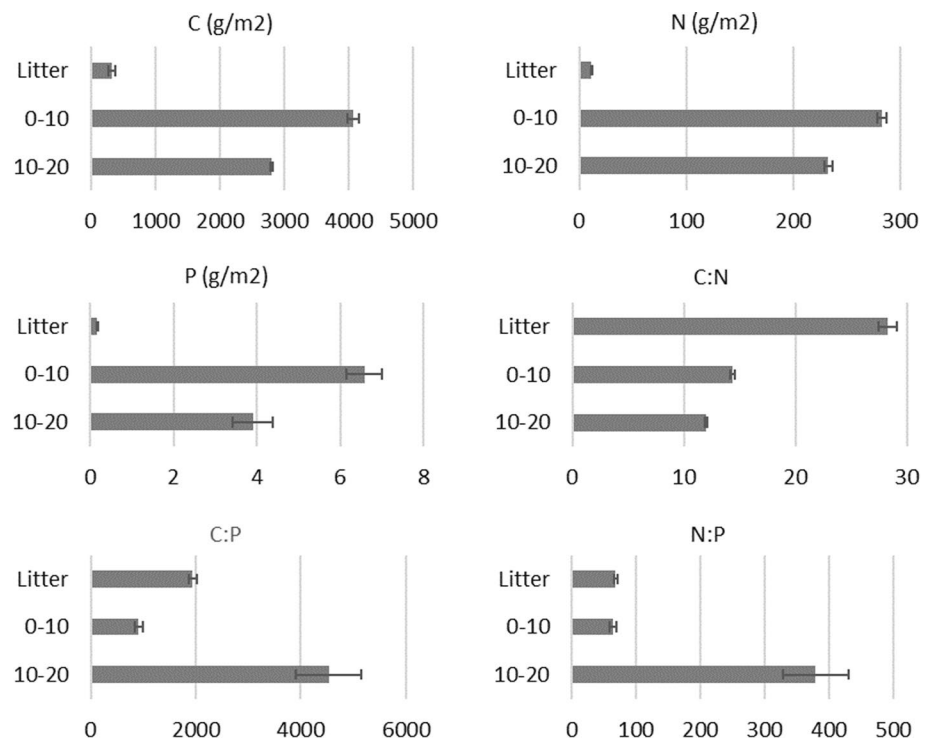 C (g/m2)
Litter
0-10
10-20
0 1000 2000 3000 4000 5000
N (g/m2)
Litter
0-10
10-20
0 100 200 300
P (g/m2)
Litter
0-10
10-20
0 2 4 6 8
C:N
Litter
0-10
10-20
0 10 20 30
C:P
Litter
0-10
10-20
0 2000 4000 6000
N:P
Litter
0-10
10-20
0 100 200 300 400 500